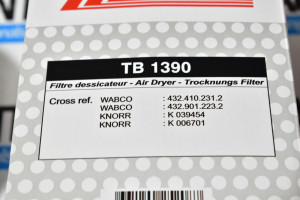 TB 1390
Filtre dessicateur - Air Dryer - Trocknungs Filter
Cross ref. WABCO : 432.410.231.2
WABCO : 432.901.223.2
KNORR : K 039454
KNORR : K 006701